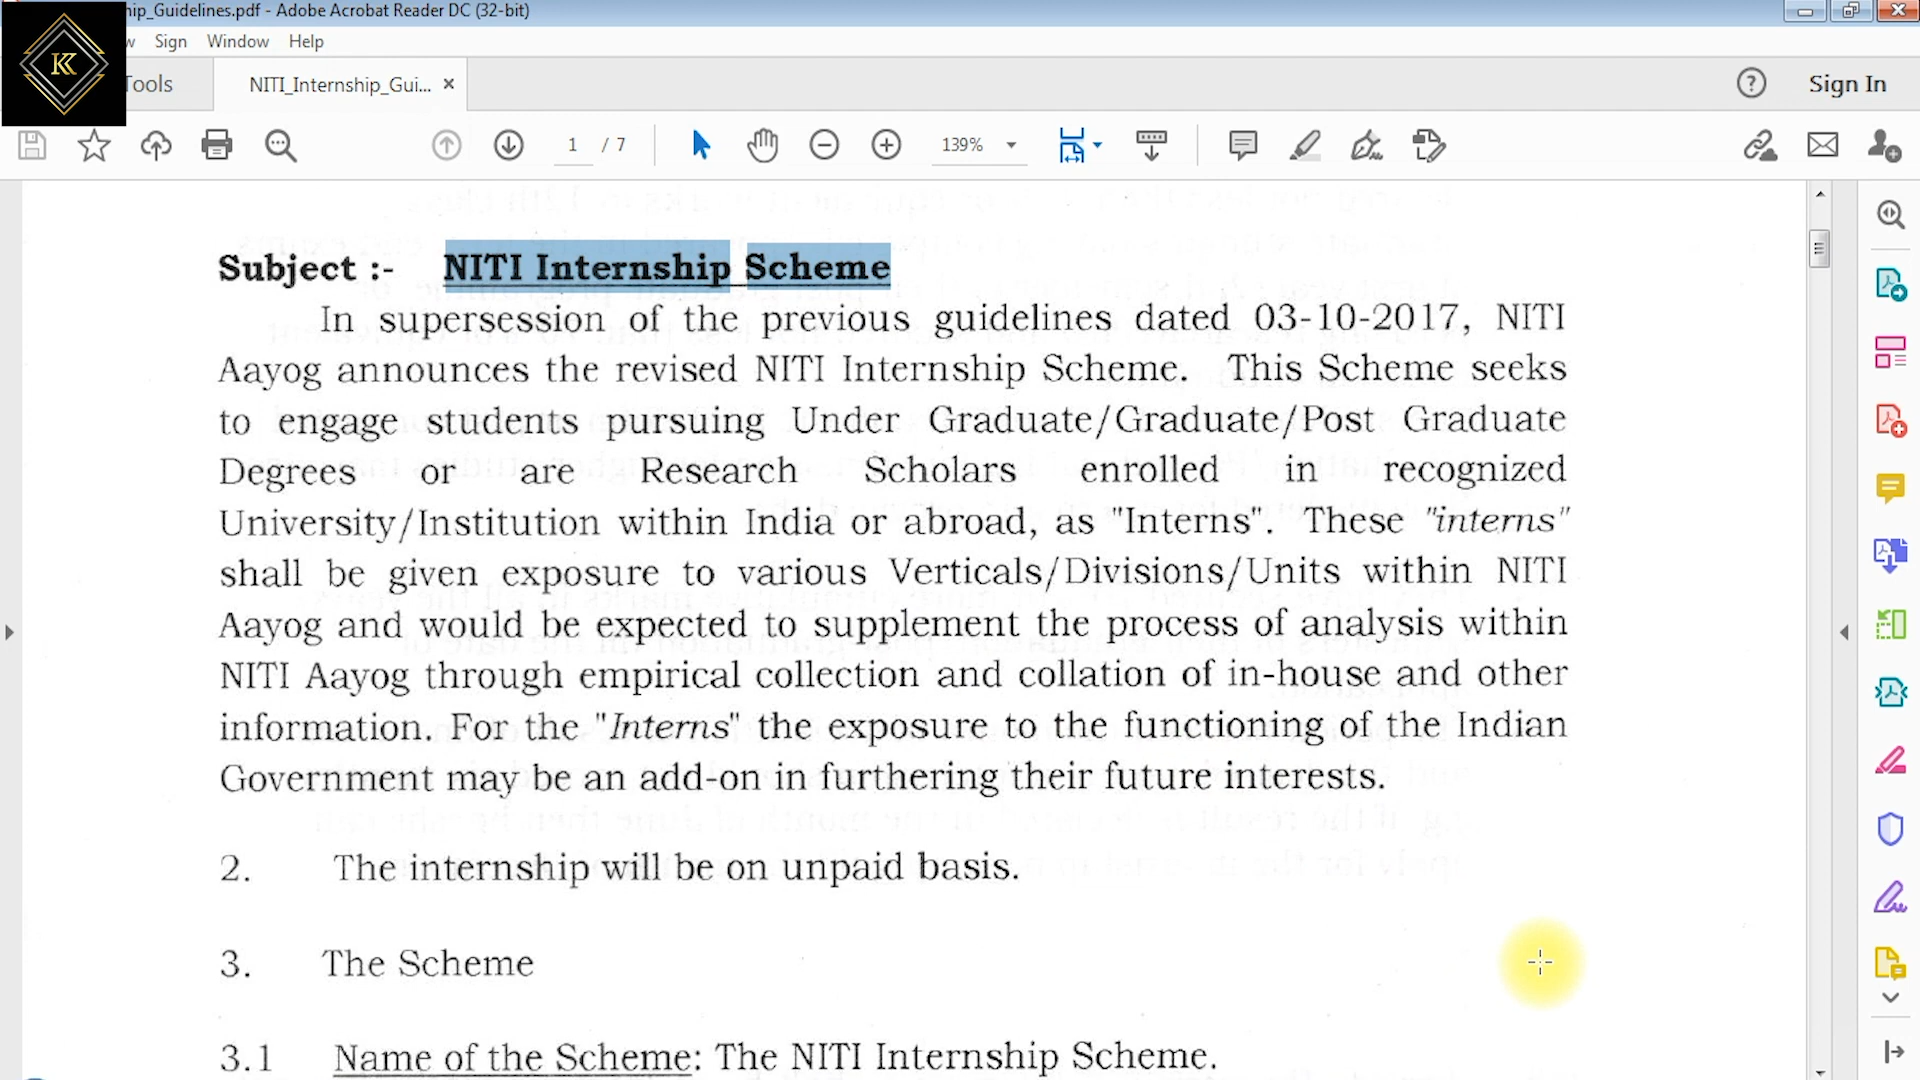 hip_Guidelines.pdf - Adobe Acrobat Reader DC (32-bit)
w Sign Window Help
K
Tools NITI_Internship_Gui... × ? Sign In
1 / 7 139%
Subject :- NITI Internship Scheme
In supersession of the previous guidelines dated 03-10-2017, NITI
Aayog announces the revised NITI Internship Scheme. This Scheme seeks
to engage students pursuing Under Graduate/Graduate/Post Graduate
Degrees or are Research Scholars enrolled in recognized
University/Institution within India or abroad, as "Interns". These "interns"
shall be given exposure to various Verticals/Divisions/Units within NITI
Aayog and would be expected to supplement the process of analysis within
NITI Aayog through empirical collection and collation of in-house and other
information. For the "Interns" the exposure to the functioning of the Indian
Government may be an add-on in furthering their future interests.
2. The internship will be on unpaid basis.
3. The Scheme
3.1 Name of the Scheme: The NITI Internship Scheme.